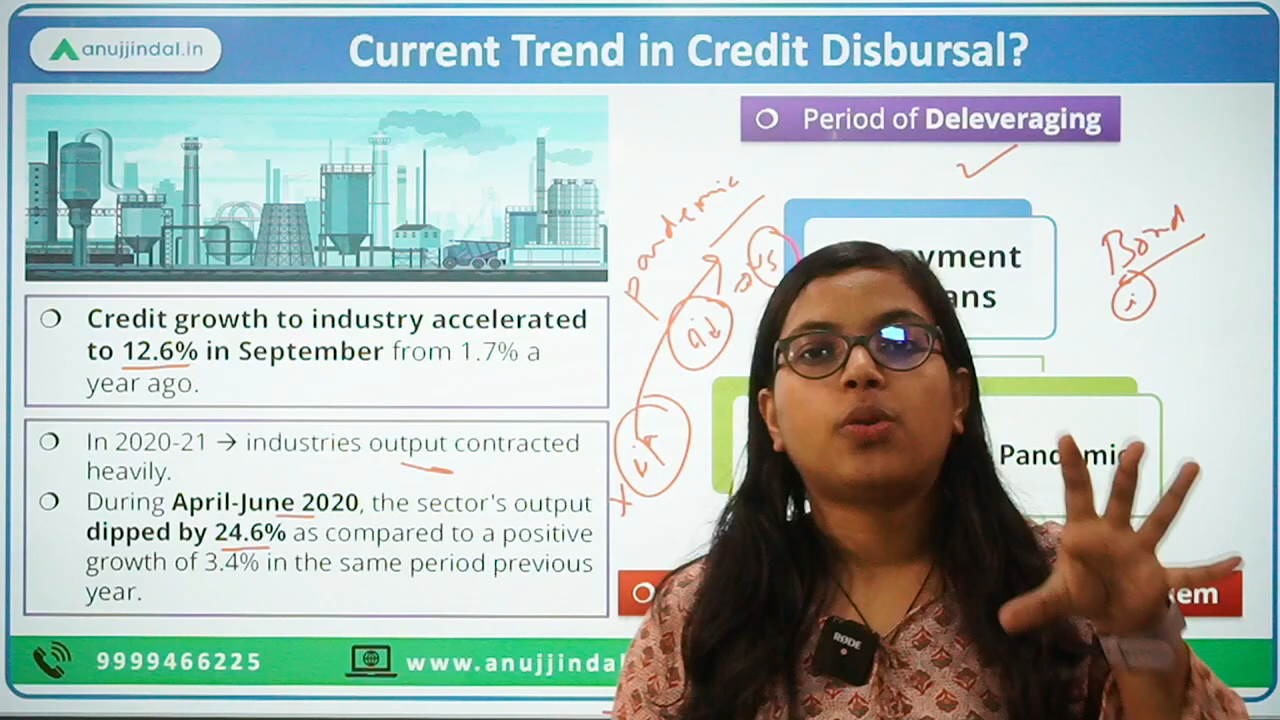 anujjindal.in
Current Trend in Credit Disbursal?
Period of Deleveraging
pandemic
Bond
i
Credit growth to industry accelerated
to 12.6% in September from 1.7% a
year ago.
In 2020-21 → industries output contracted
heavily.
During April-June 2020, the sector's output
dipped by 24.6% as compared to a positive
growth of 3.4% in the same period previous
year.
Pandemic
RØDE
9999466225
www.anujjindal